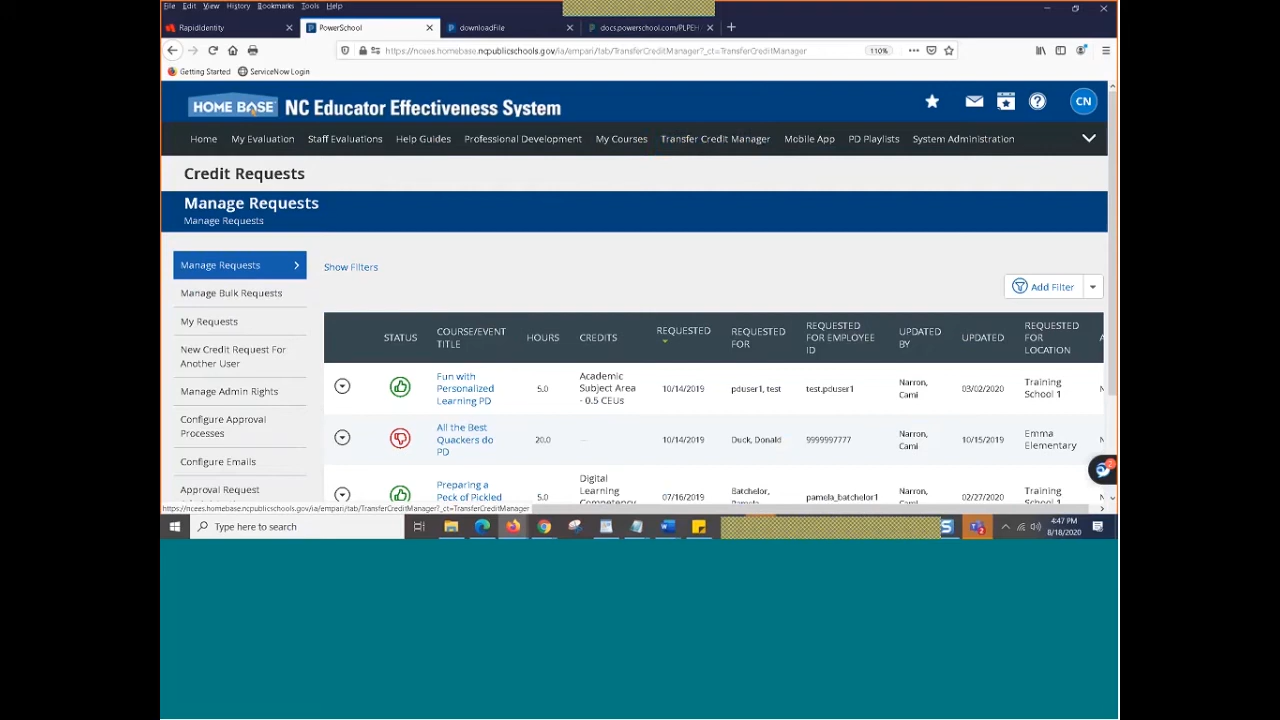 File Edit View History Bookmarks Tools Help
RapidIdentity PowerSchool downloadFile docs.powerschool.com/PLPEH
https://ncees.homebase.ncpublicschools.gov/ia/empari/tab/TransferCreditManager?_ct=TransferCreditManager 110%
Getting Started ServiceNow Login
HOME BASE NC Educator Effectiveness System CN
Home My Evaluation Staff Evaluations Help Guides Professional Development My Courses Transfer Credit Manager Mobile App PD Playlists System Administration
Credit Requests
Manage Requests
Manage Requests
Manage Requests
Manage Bulk Requests
My Requests
New Credit Request For
Another User
Manage Admin Rights
Configure Approval
Processes
Configure Emails
Approval Request
Show Filters
Add Filter
STATUS
COURSE/EVENT
TITLE
HOURS
CREDITS
REQUESTED
REQUESTED
FOR
REQUESTED
FOR EMPLOYEE
ID
UPDATED
BY
UPDATED
REQUESTED
FOR
LOCATION
Fun with
Personalized
Learning PD
5.0
Academic
Subject Area
- 0.5 CEUs
10/14/2019
pduser1, test
test.pduser1
Narron,
Cami
03/02/2020
Training
School 1
All the Best
Quackers do
PD
20.0
---
10/14/2019
Duck, Donald
9999997777
Narron,
Cami
10/15/2019
Emma
Elementary
Preparing a
Peck of Pickled
5.0
Digital
Learning
Competency
07/16/2019
Batchelor,
Pamela
pamela_batchelor1
Narron,
Cami
02/27/2020
Training
School 1
https://ncees.homebase.ncpublicschools.gov/ia/empari/tab/TransferCreditManager?_ct=TransferCreditManager
Type here to search
4:47 PM
8/18/2020